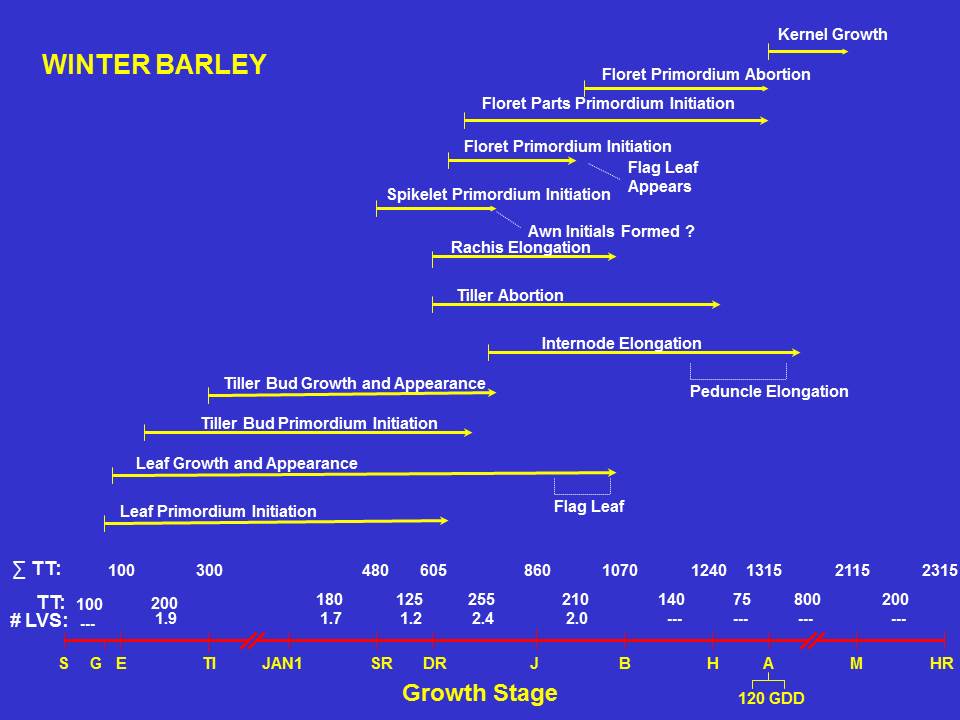 Kernel Growth
WINTER BARLEY
Floret Primordium Abortion
Floret Parts Primordium Initiation
Floret Primordium Initiation
Flag Leaf
Appears
Spikelet Primordium Initiation
Awn Initials Formed ?
Rachis Elongation
Tiller Abortion
Internode Elongation
Tiller Bud Growth and Appearance
Peduncle Elongation
Tiller Bud Primordium Initiation
Leaf Growth and Appearance
Flag Leaf
Leaf Primordium Initiation
∑ TT: 100 300 480 605 860 1070 1240 1315 2115 2315
TT: 100 200 180 125 255 210 140 75 800 200
# LVS: --- 1.9 1.7 1.2 2.4 2.0 --- --- --- ---
S G E TI JAN1 SR DR J B H A M HR
Growth Stage
120 GDD